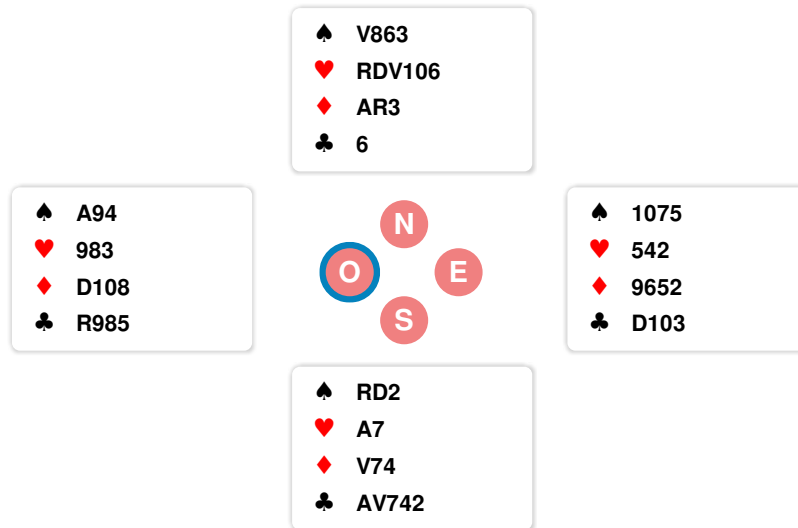 ♠ V863
♥ RDV106
♦ AR3
♣ 6
♠ A94
♥ 983
♦ D108
♣ R985
N
O E
S
♠ 1075
♥ 542
♦ 9652
♣ D103
♠ RD2
♥ A7
♦ V74
♣ AV742